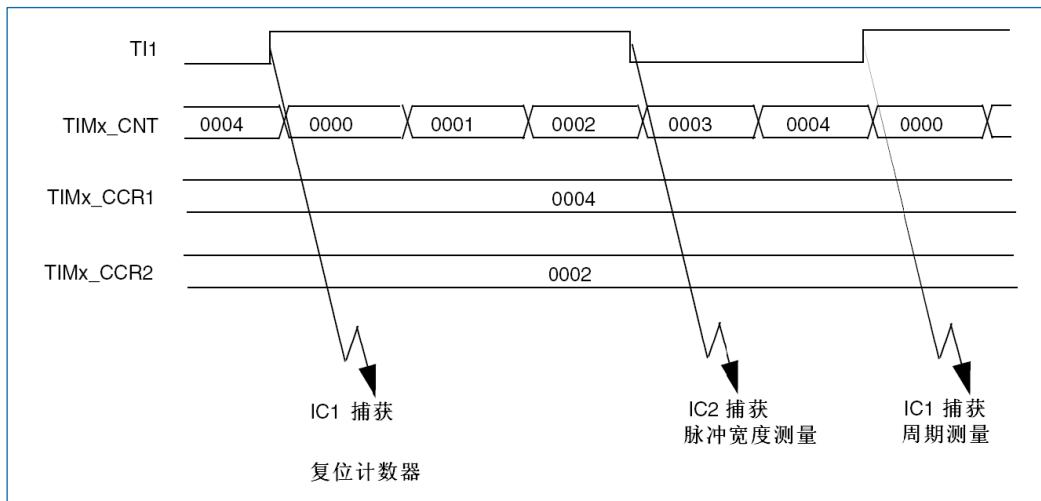 TI1
TIMx_CNT 0004 0000 0001 0002 0003 0004 0000
TIMx_CCR1 0004
TIMx_CCR2 0002
IC1 捕获
复位计数器
IC2 捕获
脉冲宽度测量
IC1 捕获
周期测量